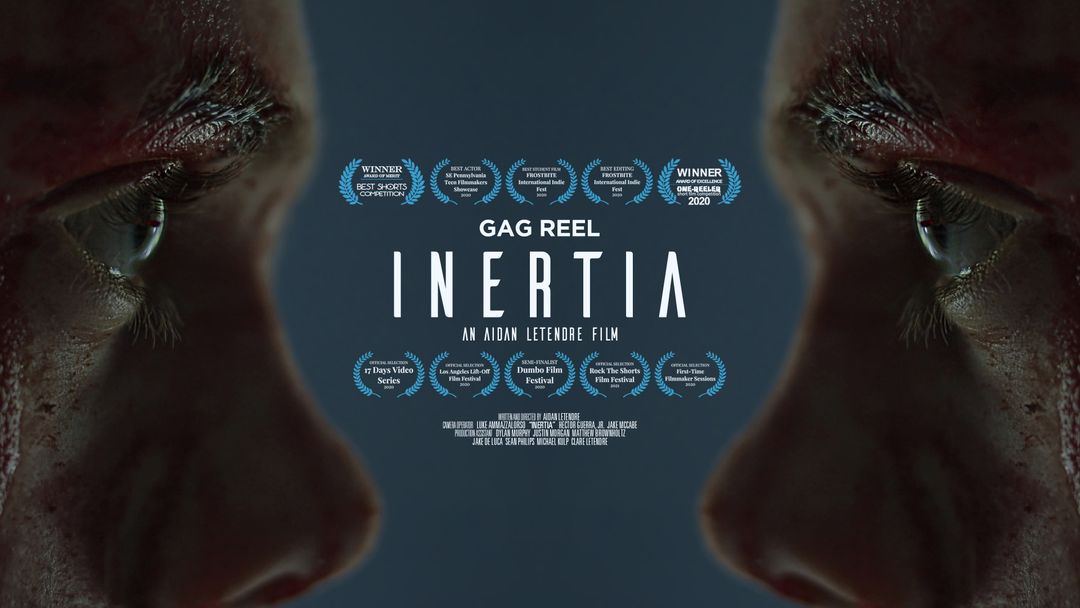 WINNER
AWARD OF MERIT
BEST SHORTS
COMPETITION
BEST ACTOR
SE Pennsylvania
Teen Filmmakers
Showcase
2020
BEST STUDENT FILM
FROSTBITE
International Indie
Fest
2020
BEST EDITING
FROSTBITE
International Indie
Fest
2020
WINNER
AWARD OF EXCELLENCE
ONE-REELER
short film competition
2020
GAG REEL
INERTIA
AN AIDAN LETENDRE FILM
OFFICIAL SELECTION
17 Days Video
Series
2020
OFFICIAL SELECTION
Los Angeles Lift-Off
Film Festival
2020
SEMI-FINALIST
Dumbo Film
Festival
2020
OFFICIAL SELECTION
Rock The Shorts
Film Festival
2021
OFFICIAL SELECTION
First-Time
Filmmaker Sessions
2020
WRITTEN AND DIRECTED BY AIDAN LETENDRE
CAMERA OPERATOR LUKE AMMAZZALORSO "INERTIA" HECTOR GUERRA, JR. JAKE MCCABE
PRODUCTION ASSISTANT DYLAN MURPHY JUSTIN MORGAN MATTHEW BROWNHOLTZ
JAKE DE LUCA SEAN PHILIPS MICHAEL KULP CLARE LETENDRE